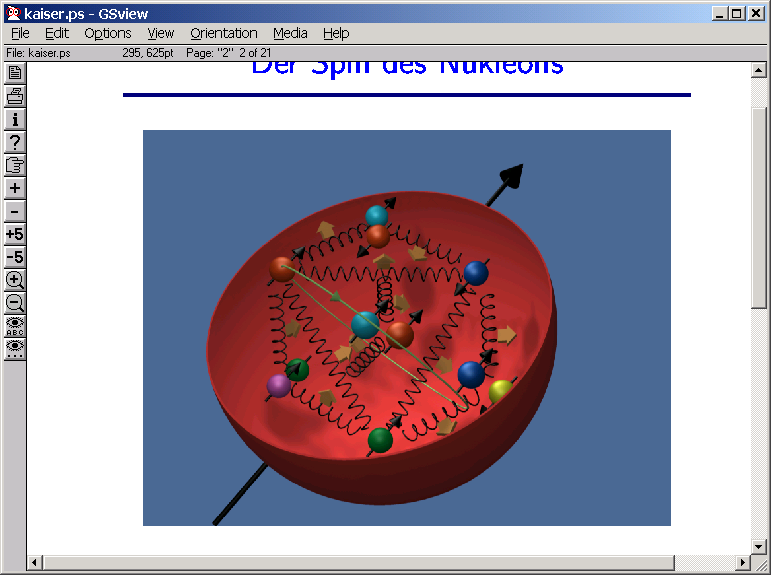 kaiser.ps - GSview
File Edit Options View Orientation Media Help
File: kaiser.ps 295, 625pt Page: "2" 2 of 21
Der Spin des Nukleons
i
?
+
-
+5
-5
ABC